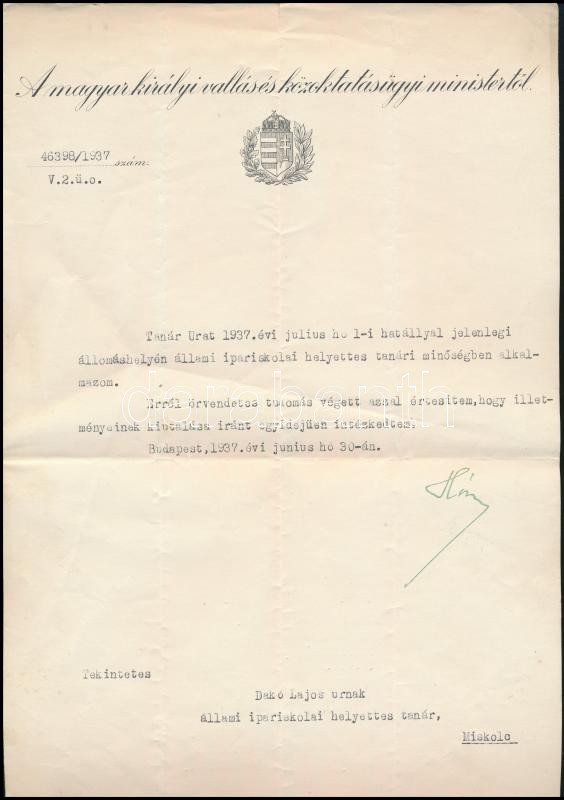 A magyar királyi vallás és közoktatásügyi ministertöl.
46398/1937 szám:
V.2.ü.o.
Tanár Urat 1937.évi julius hó 1-i hatállyal jelenlegi
állomáshelyén állami ipariskolai helyettes tanári minőségben alkal-
mazom.
Erről örvendetes tudomás végett azzal értesitem,hogy illet-
ményeinek kiutalása iránt egyidejüen intézkedtem.
Budapest,1937.évi junius hó 30-án.
Tekintetes
Dakó Lajos urnak
állami ipariskolai helyettes tanár,
Miskolc